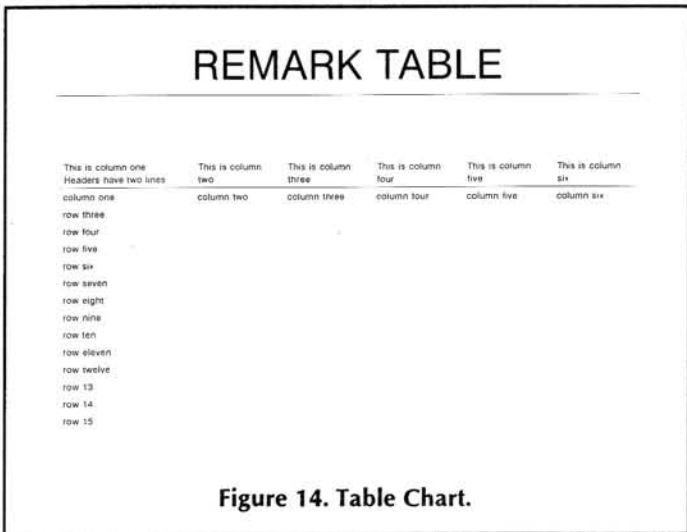 REMARK TABLE
This is column one This is column This is column This is column This is column This is column
Headers have two lines two three four five six
column one column two column three column four column five column six
row three
row four
row five
row six
row seven
row eight
row nine
row ten
row eleven
row twelve
row 13
row 14
row 15
Figure 14. Table Chart.